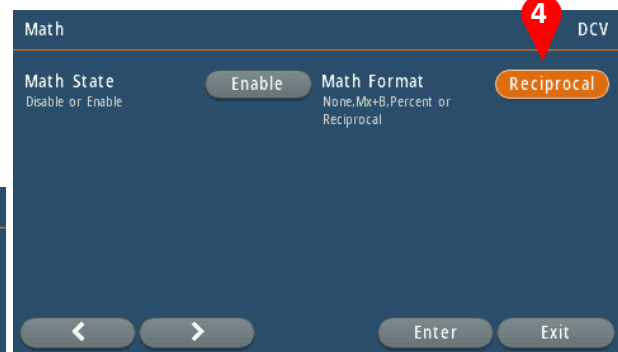 4
Math DCV
Math State Enable Math Format Reciprocal
Disable or Enable None,Mx+B,Percent or
Reciprocal
Enter Exit